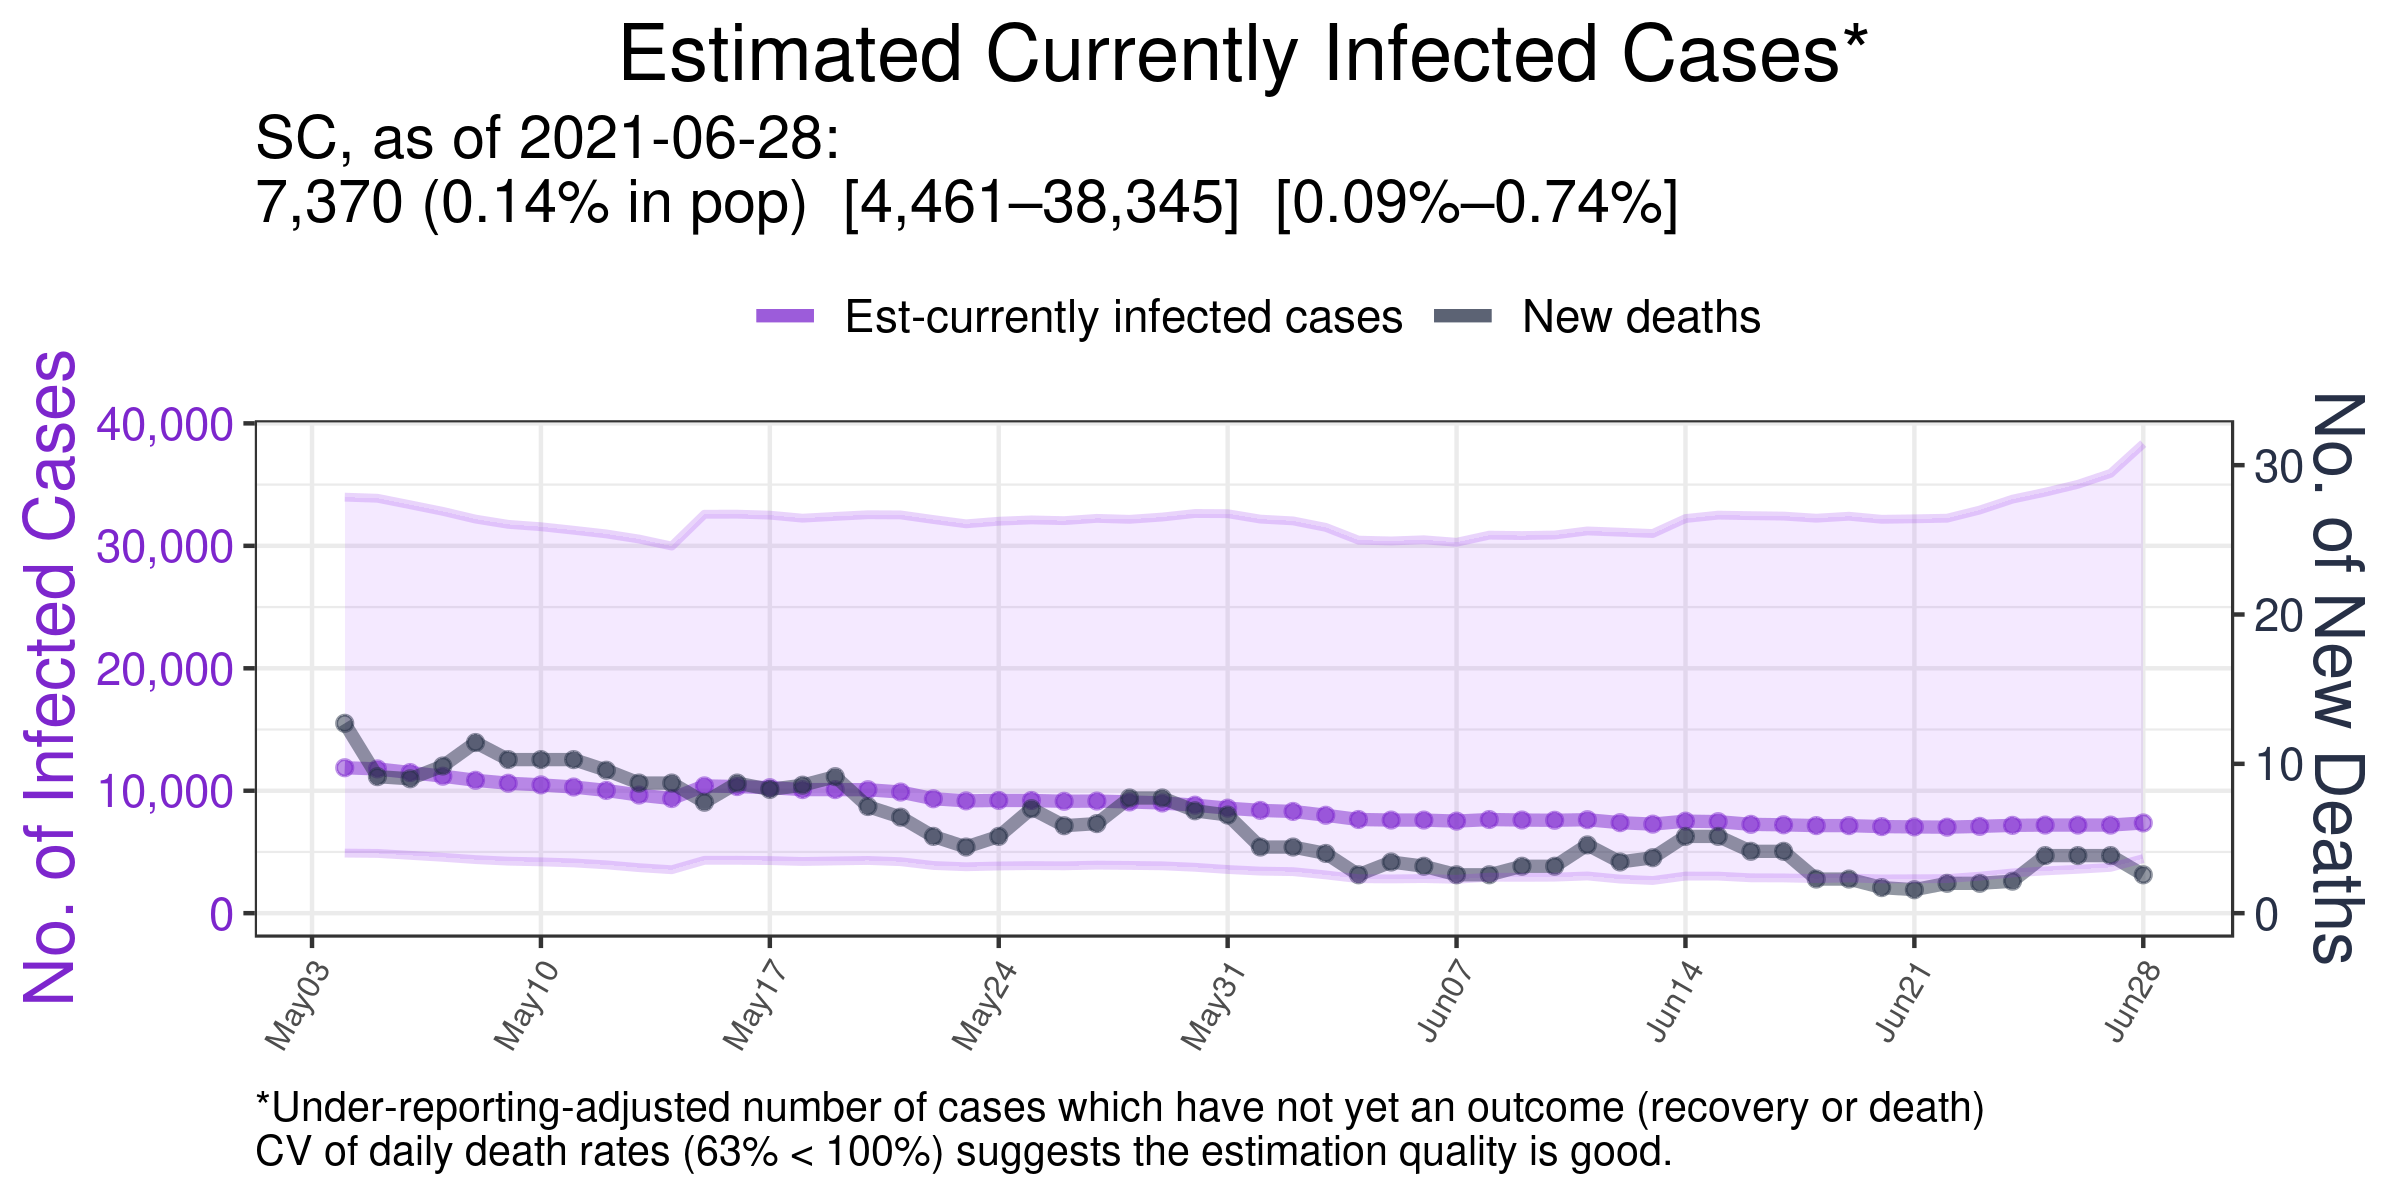 Estimated Currently Infected Cases*
SC, as of 2021-06-28:
7,370 (0.14% in pop)  [4,461–38,345]  [0.09%–0.74%]
Est-currently infected cases
New deaths
No. of Infected Cases
40,000
30,000
20,000
10,000
0
No. of New Deaths
30
20
10
0
May03
May10
May17
May24
May31
Jun07
Jun14
Jun21
Jun28
*Under-reporting-adjusted number of cases which have not yet an outcome (recovery or death)
CV of daily death rates (63% < 100%) suggests the estimation quality is good.